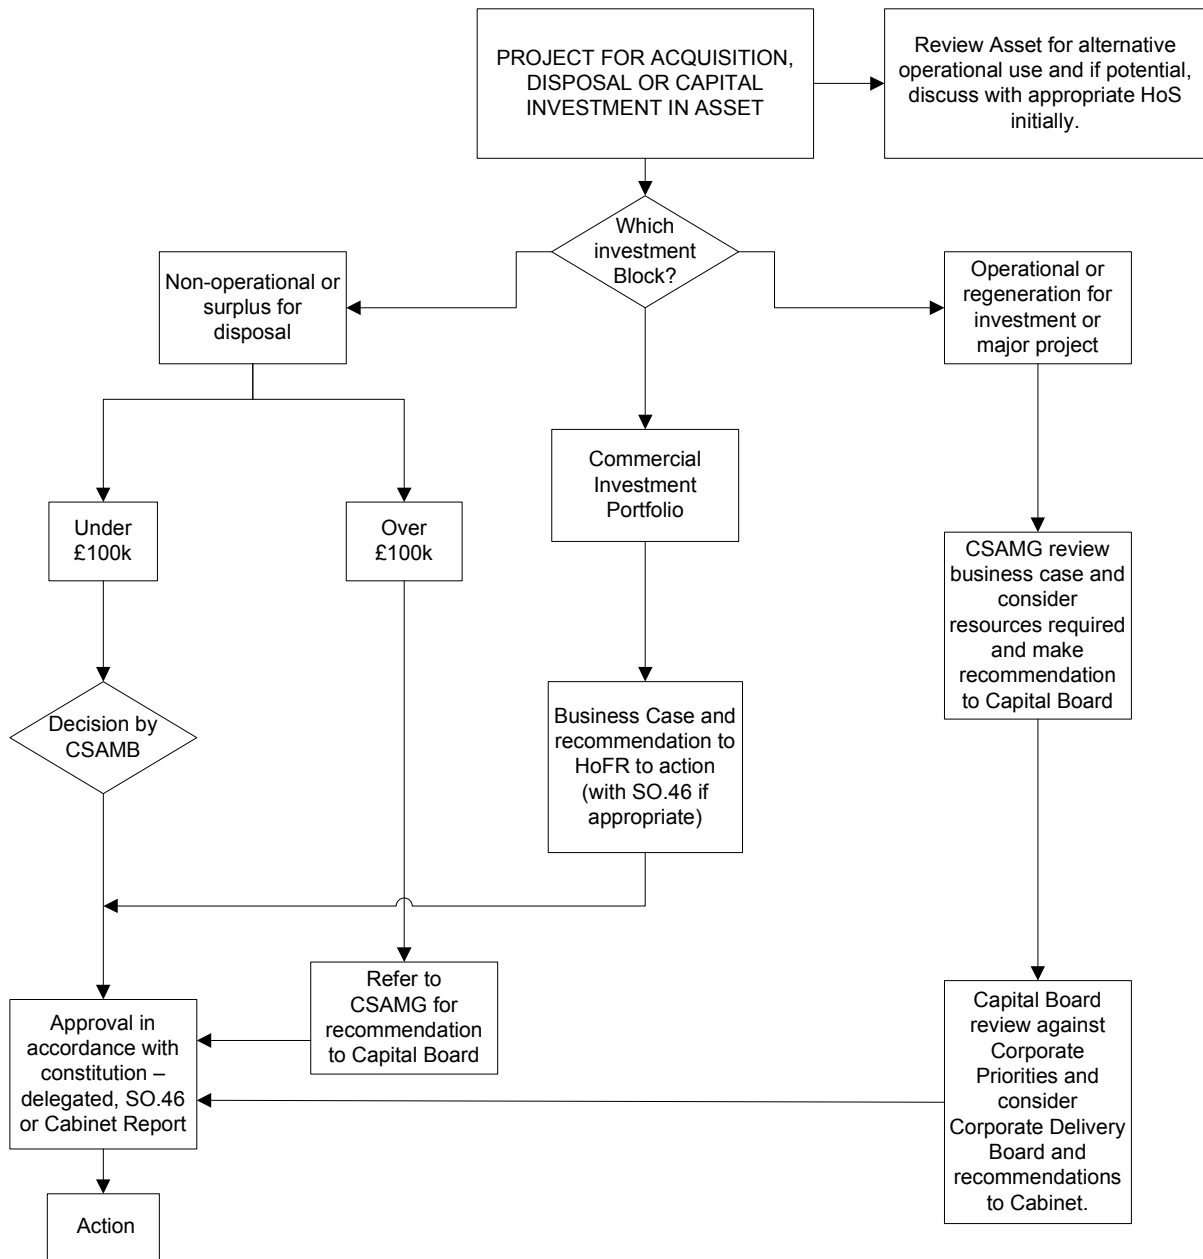 PROJECT FOR ACQUISITION,
DISPOSAL OR CAPITAL
INVESTMENT IN ASSET
Review Asset for alternative
operational use and if potential,
discuss with appropriate HoS
initially.
Which
investment
Block?
Non-operational or
surplus for
disposal
Operational or
regeneration for
investment or
major project
Under
£100k
Over
£100k
Commercial
Investment
Portfolio
CSAMG review
business case and
consider
resources required
and make
recommendation
to Capital Board
Decision by
CSAMB
Business Case and
recommendation to
HoFR to action
(with SO.46 if
appropriate)
Refer to
CSAMG for
recommendation
to Capital Board
Approval in
accordance with
constitution –
delegated, SO.46
or Cabinet Report
Capital Board
review against
Corporate
Priorities and
consider
Corporate Delivery
Board and
recommendations
to Cabinet.
Action